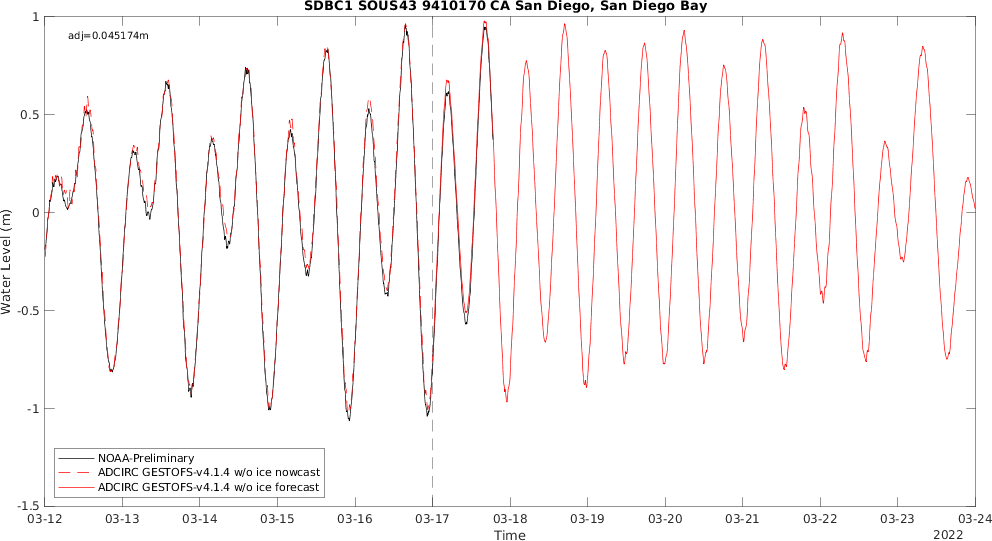 SDBC1 SOUS43 9410170 CA San Diego, San Diego Bay
adj=0.045174m
1
0.5
0
-0.5
-1
-1.5
Water Level (m)
NOAA-Preliminary
ADCIRC GESTOFS-v4.1.4 w/o ice nowcast
ADCIRC GESTOFS-v4.1.4 w/o ice forecast
03-12 03-13 03-14 03-15 03-16 03-17 03-18 03-19 03-20 03-21 03-22 03-23 03-24
Time
2022